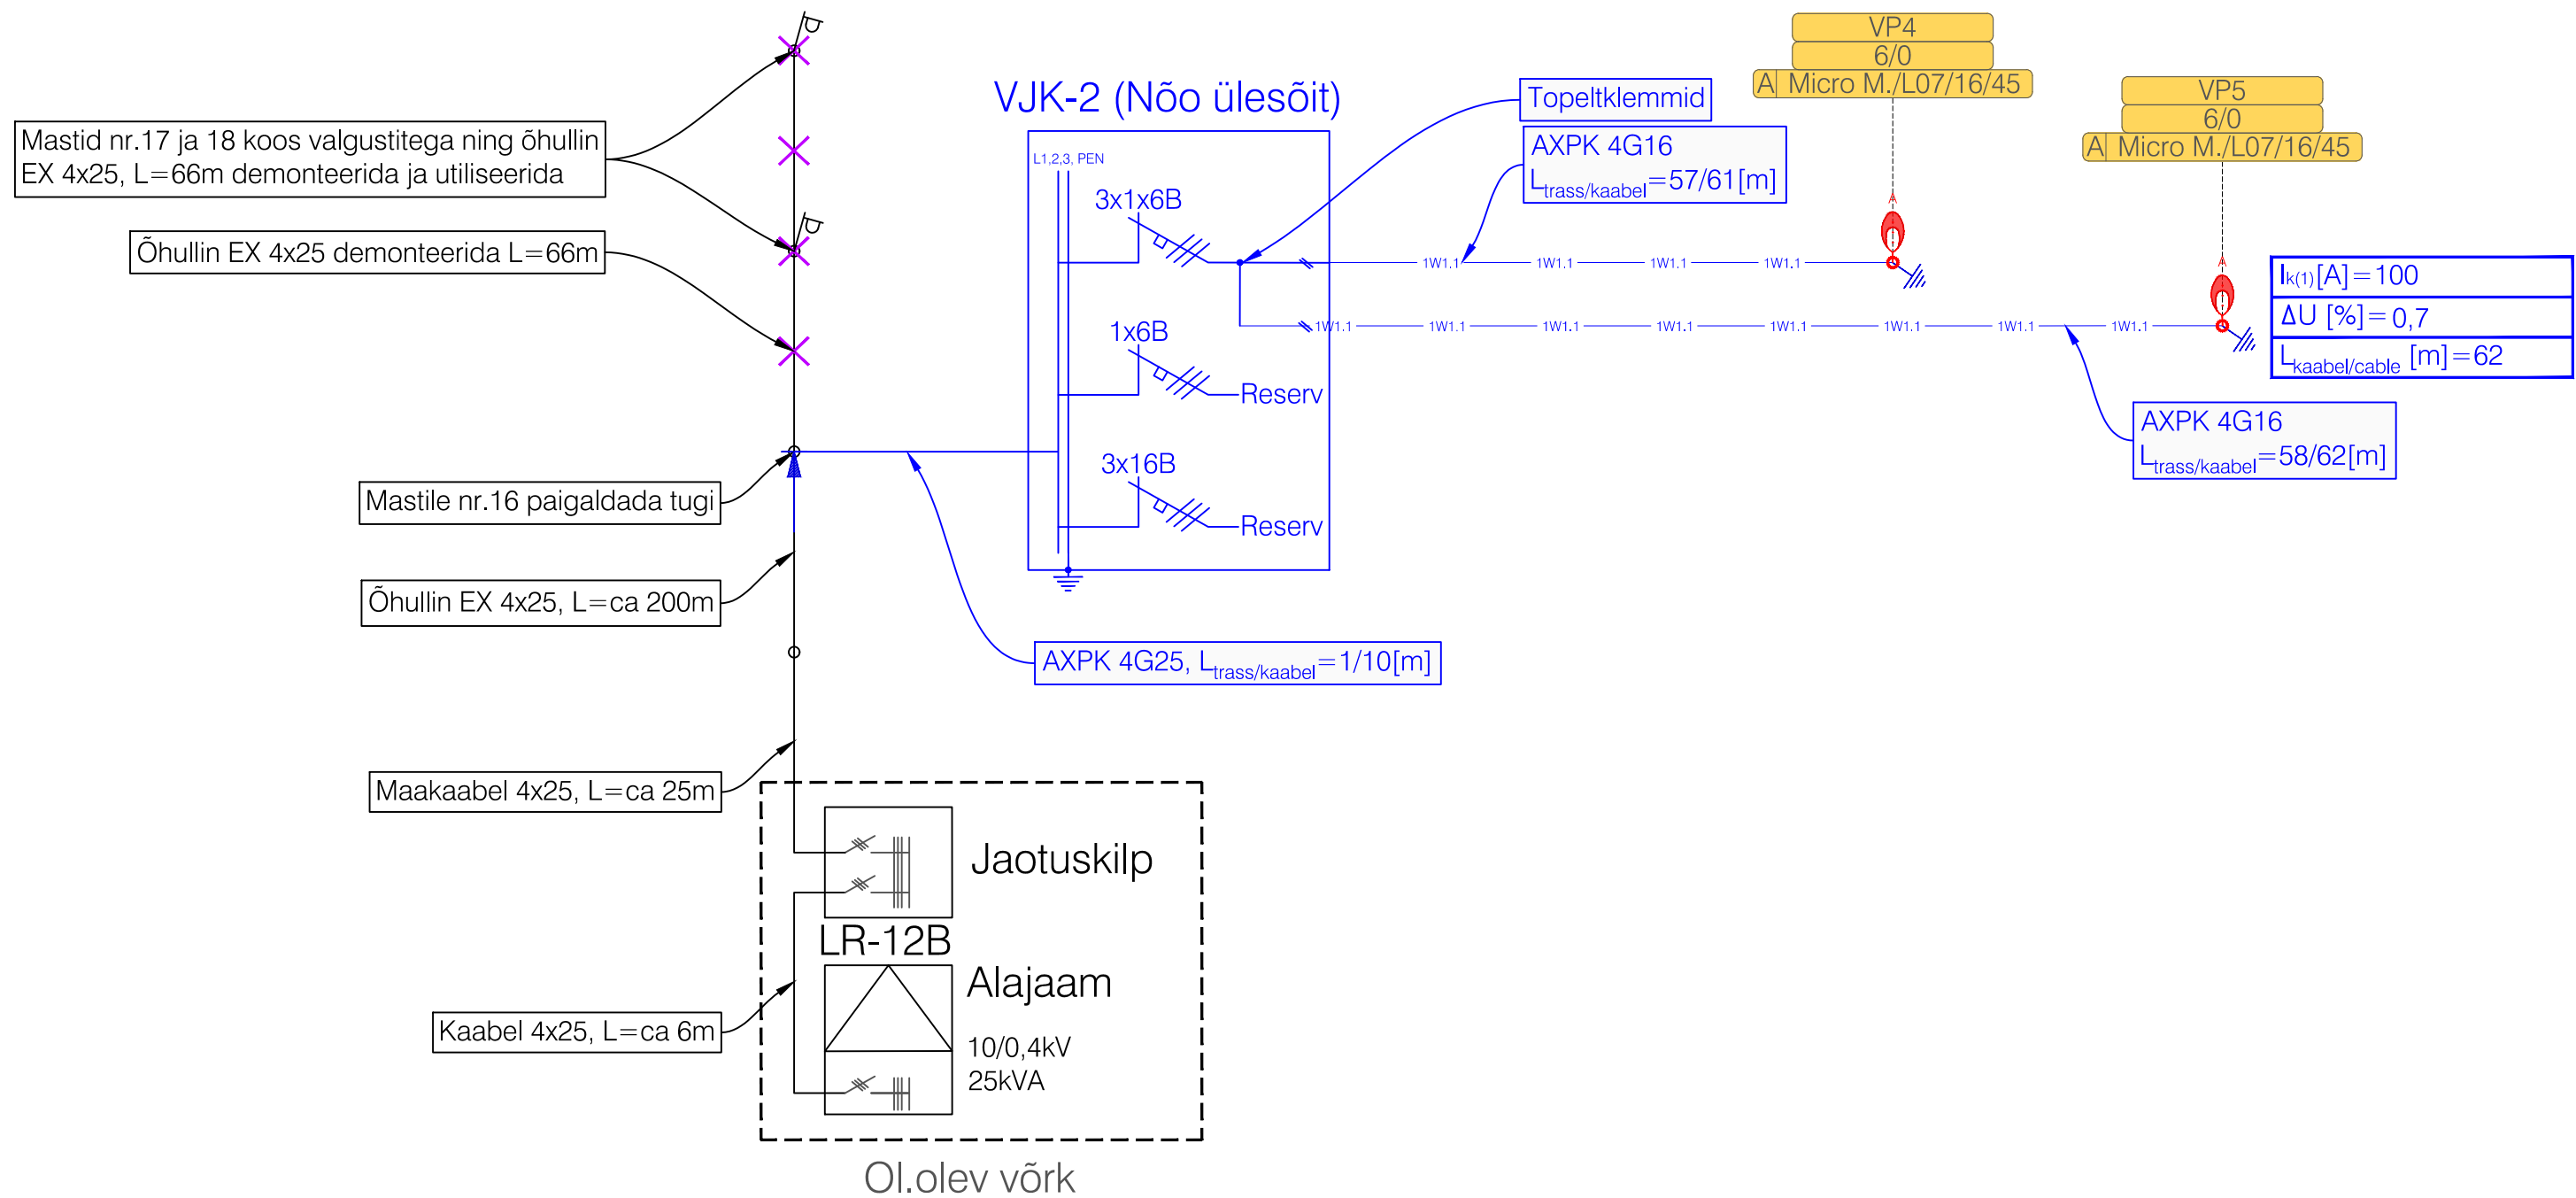 Mastid nr.17 ja 18 koos valgustitega ning õhullin
EX 4x25, L=66m demonteerida ja utiliseerida
Õhullin EX 4x25 demonteerida L=66m
Mastile nr.16 paigaldada tugi
Õhullin EX 4x25, L=ca 200m
Maakaabel 4x25, L=ca 25m
Kaabel 4x25, L=ca 6m
VJK-2 (Nõo ülesõit)
L1,2,3, PEN
3x1x6B
1x6B
Reserv
3x16B
Reserv
Topeltklemmid
AXPK 4G16
Ltrass/kaabel=57/61[m]
1W1.1 1W1.1 1W1.1 1W1.1
1W1.1 1W1.1 1W1.1 1W1.1 1W1.1 1W1.1 1W1.1 1W1.1
VP4
6/0
A Micro M./L07/16/45
VP5
6/0
A Micro M./L07/16/45
Ik(1)[A]=100
ΔU [%]=0,7
Lkaabel/cable [m]=62
AXPK 4G16
Ltrass/kaabel=58/62[m]
AXPK 4G25, Ltrass/kaabel=1/10[m]
Jaotuskilp
LR-12B
Alajaam
10/0,4kV
25kVA
Ol.olev võrk